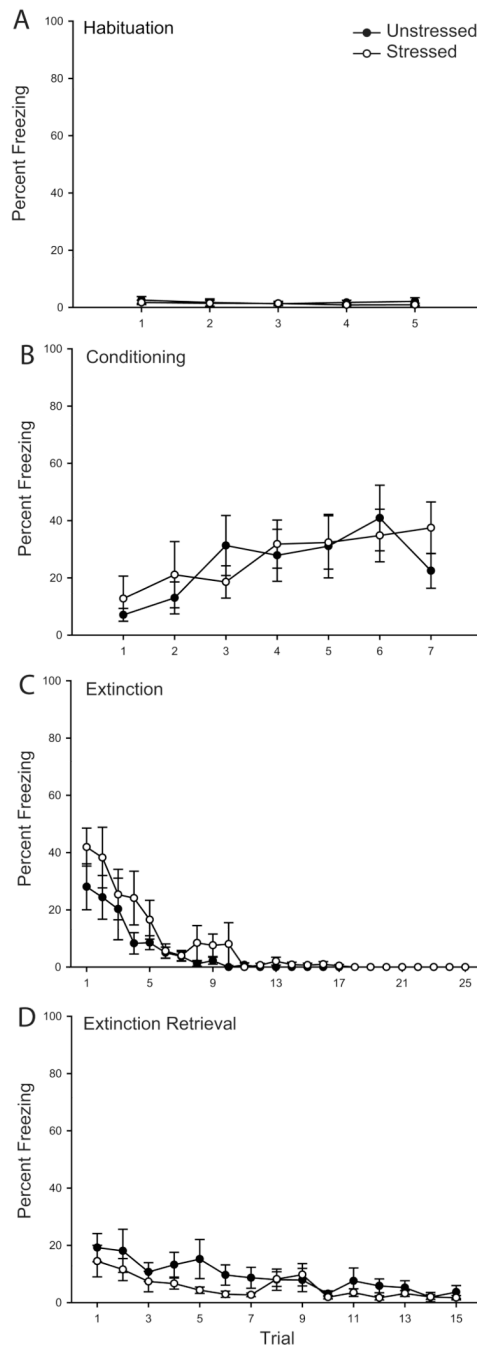 A
Habituation
Unstressed
Stressed
Percent Freezing
100
80
60
40
20
0
1 2 3 4 5
B
Conditioning
Percent Freezing
100
80
60
40
20
0
1 2 3 4 5 6 7
C
Extinction
Percent Freezing
100
80
60
40
20
0
1 5 9 13 17 21 25
D
Extinction Retrieval
Percent Freezing
100
80
60
40
20
0
1 3 5 7 9 11 13 15
Trial